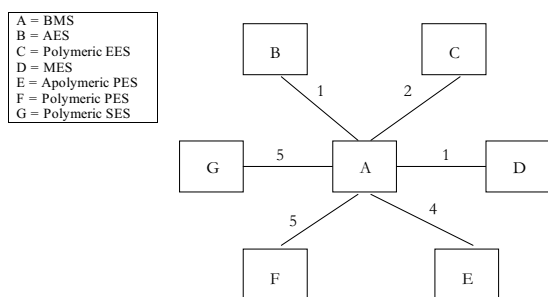 A = BMS
B = AES
C = Polymeric EES
D = MES
E = Apolymeric PES
F = Polymeric PES
G = Polymeric SES
B
C
1
2
G
5
A
1
D
5
4
F
E